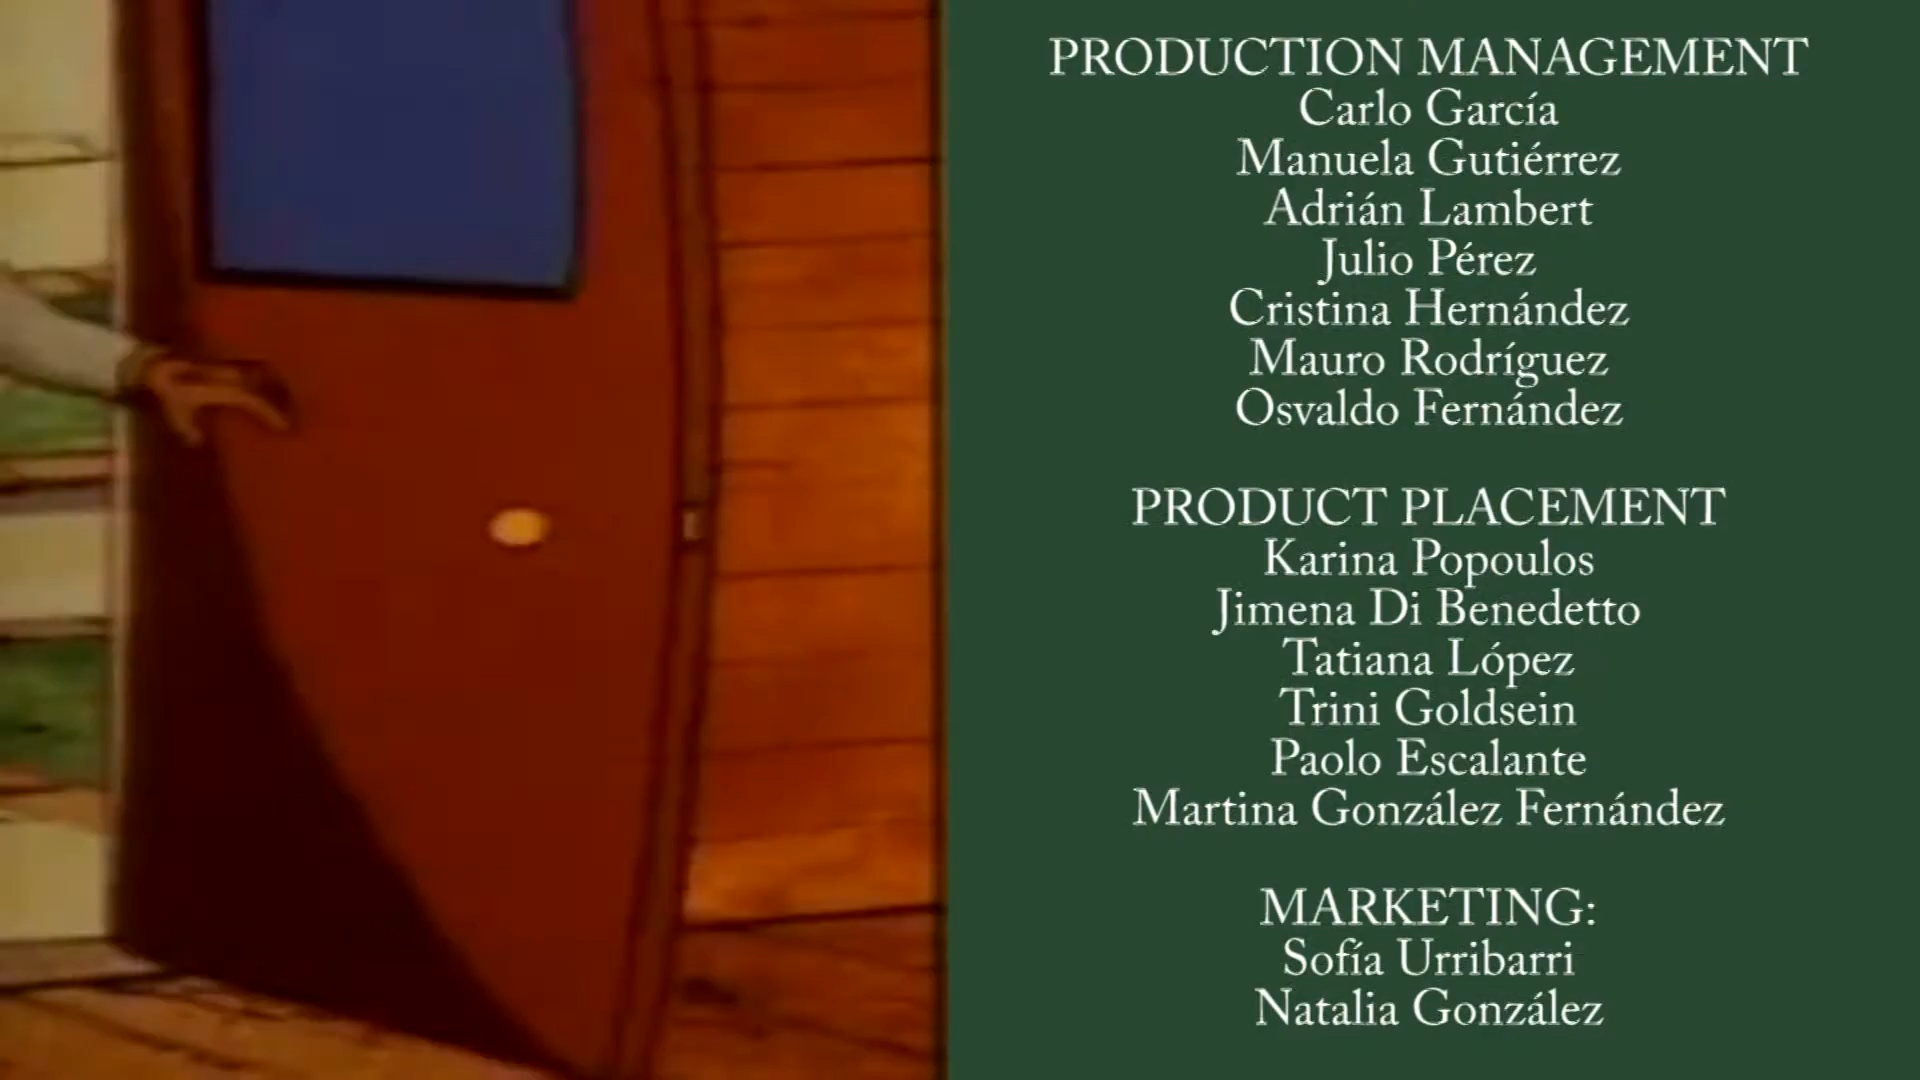 PRODUCTION MANAGEMENT
Carlo García
Manuela Gutiérrez
Adrián Lambert
Julio Pérez
Cristina Hernández
Mauro Rodríguez
Osvaldo Fernández
PRODUCT PLACEMENT
Karina Popoulos
Jimena Di Benedetto
Tatiana López
Trini Goldsein
Paolo Escalante
Martina González Fernández
MARKETING:
Sofía Urribarri
Natalia González